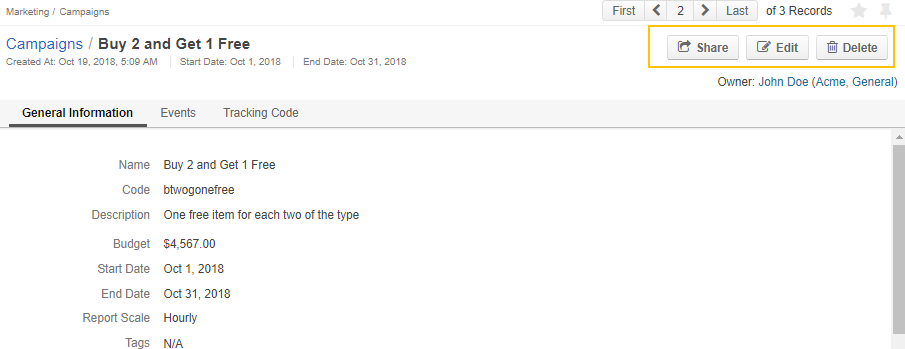 Marketing / Campaigns
First 2 Last of 3 Records
Campaigns / Buy 2 and Get 1 Free
Share Edit Delete
Created At: Oct 19, 2018, 5:09 AM Start Date: Oct 1, 2018 End Date: Oct 31, 2018
Owner: John Doe (Acme, General)
General Information Events Tracking Code
Name Buy 2 and Get 1 Free
Code btwogonefree
Description One free item for each two of the type
Budget $4,567.00
Start Date Oct 1, 2018
End Date Oct 31, 2018
Report Scale Hourly
Tags N/A